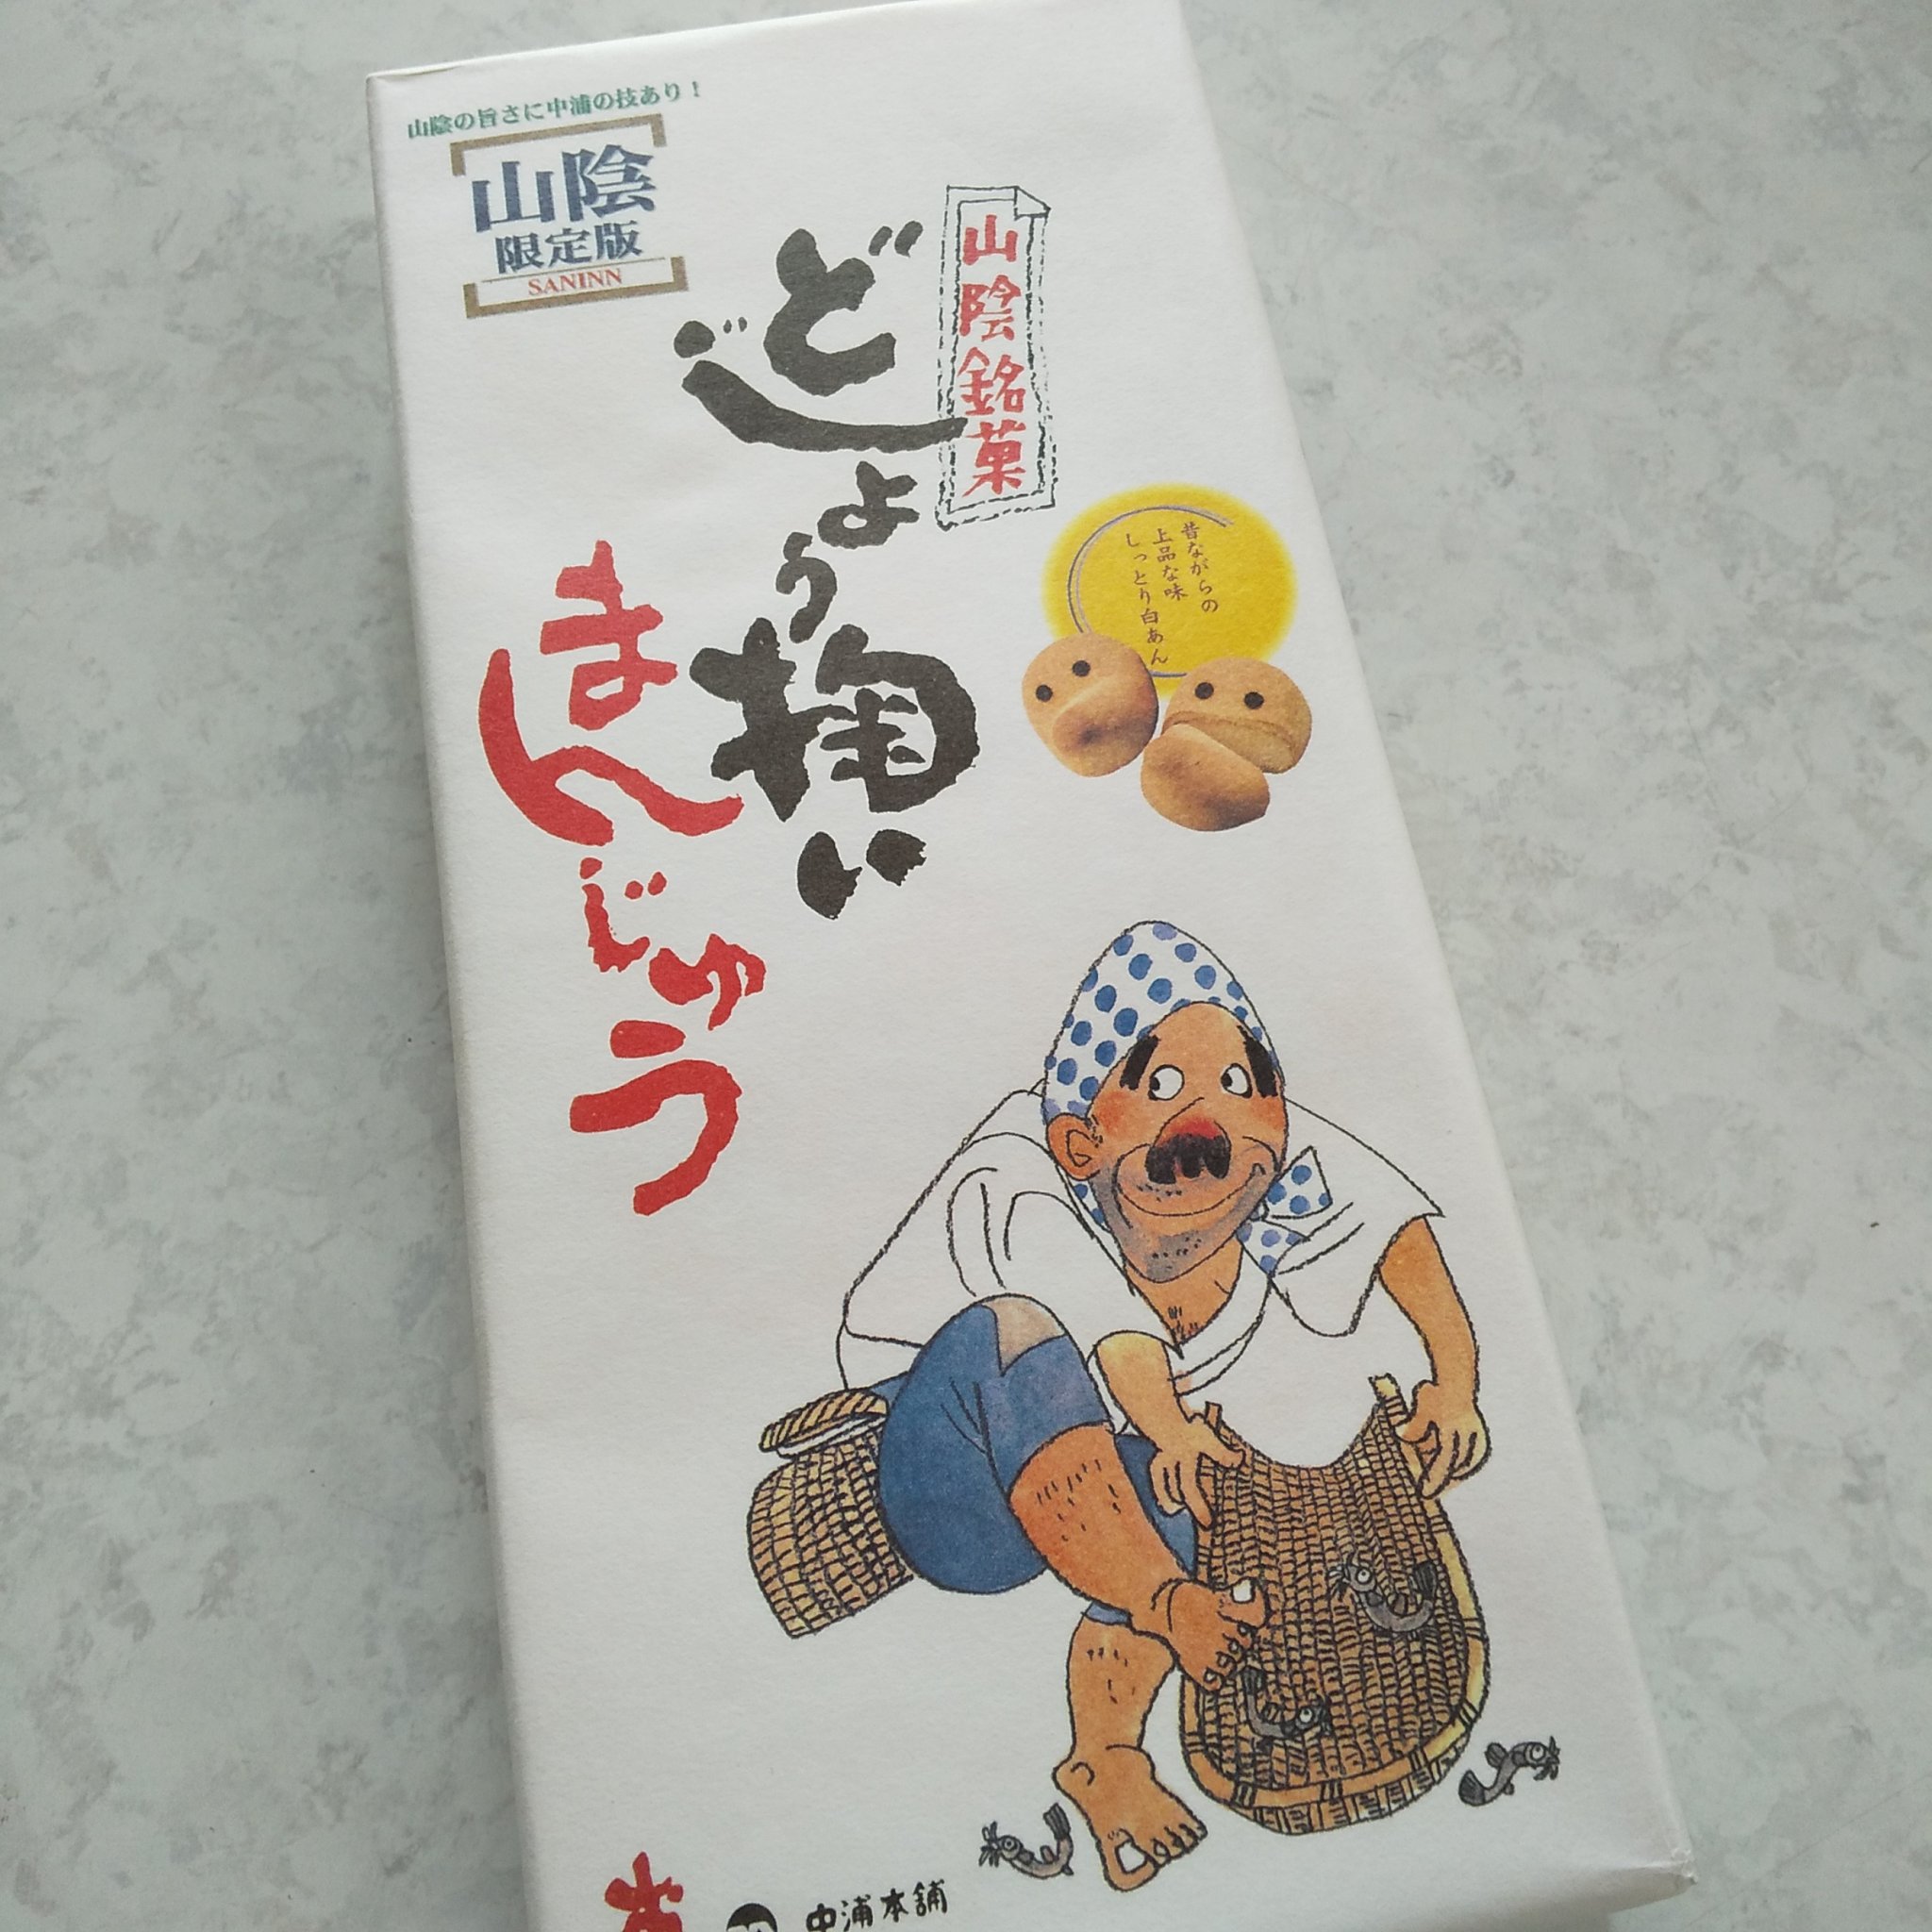 山陰の旨さに中浦の技あり！
山陰
限定版
SANINN
山陰銘菓
どじょう掬い
まんじゅう
昔ながらの
上品な味
しっとり白あん
中浦本舗